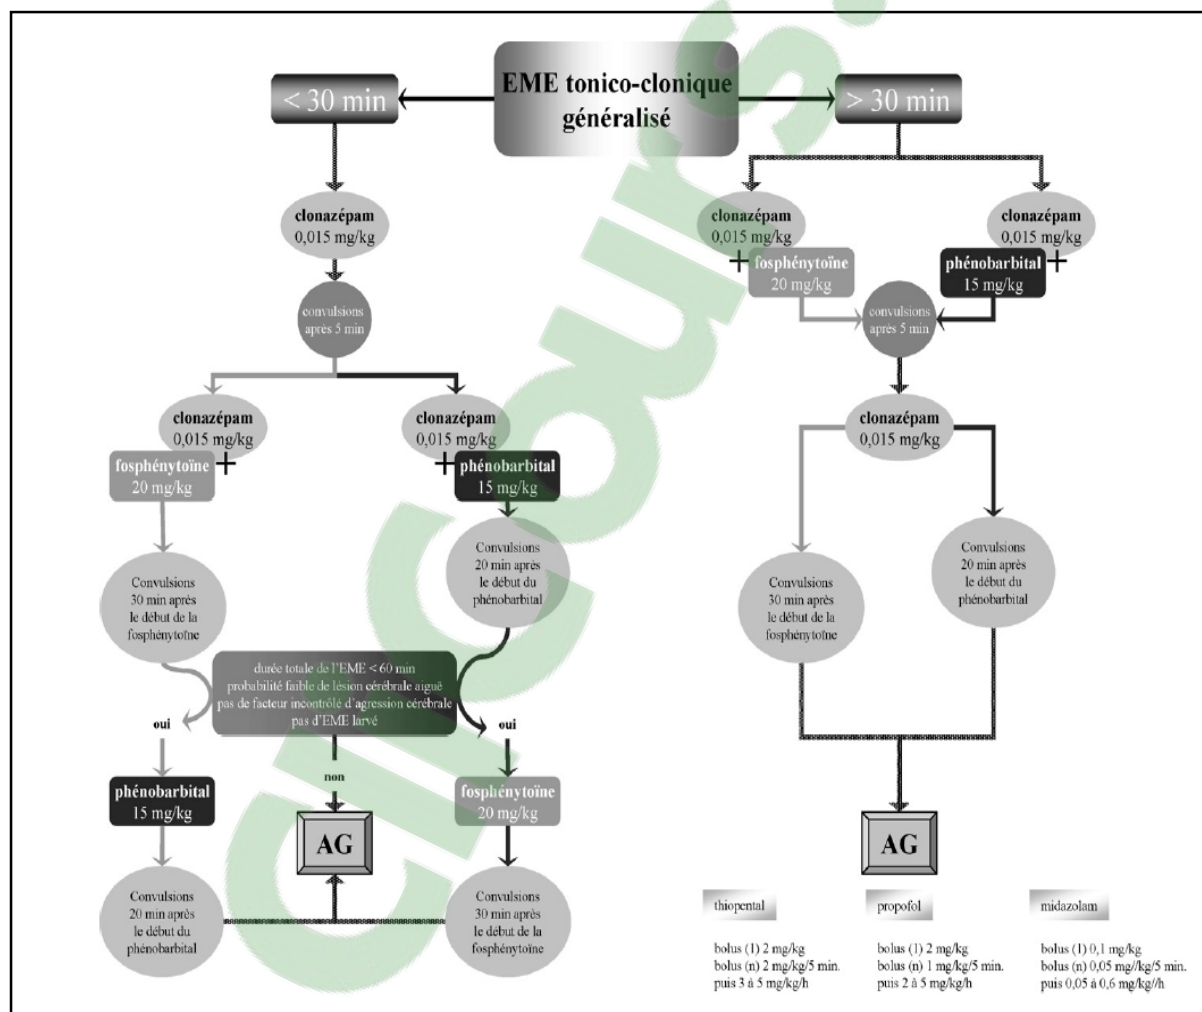 EME tonico-clonique
généralisé
< 30 min
> 30 min
clonazépam
0,015 mg/kg
convulsions
après 5 min
clonazépam
0,015 mg/kg
+
fosphénytoïne
20 mg/kg
clonazépam
0,015 mg/kg
+
phénobarbital
15 mg/kg
Convulsions
30 min après
le début de la
fosphénytoïne
Convulsions
20 min après
le début du
phénobarbital
durée totale de l'EME < 60 min
probabilité faible de lésion cérébrale aiguë
pas de facteur incontrôlé d'agression cérébrale
pas d'EME larvé
oui
non
oui
phénobarbital
15 mg/kg
AG
fosphénytoïne
20 mg/kg
Convulsions
20 min après
le début du
phénobarbital
Convulsions
30 min après
le début de la
fosphénytoïne
clonazépam
0,015 mg/kg
+
fosphénytoïne
20 mg/kg
clonazépam
0,015 mg/kg
+
phénobarbital
15 mg/kg
convulsions
après 5 min
clonazépam
0,015 mg/kg
Convulsions
30 min après
le début de la
fosphénytoïne
Convulsions
20 min après
le début du
phénobarbital
AG
thiopental
bolus (1) 2 mg/kg
bolus (n) 2 mg/kg/5 min.
puis 3 à 5 mg/kg/h
propofol
bolus (1) 2 mg/kg
bolus (n) 1 mg/kg/5 min.
puis 2 à 5 mg/kg/h
midazolam
bolus (1) 0,1 mg/kg
bolus (n) 0,05 mg//kg/5 min.
puis 0,05 à 0,6 mg/kg//h
Clicours.